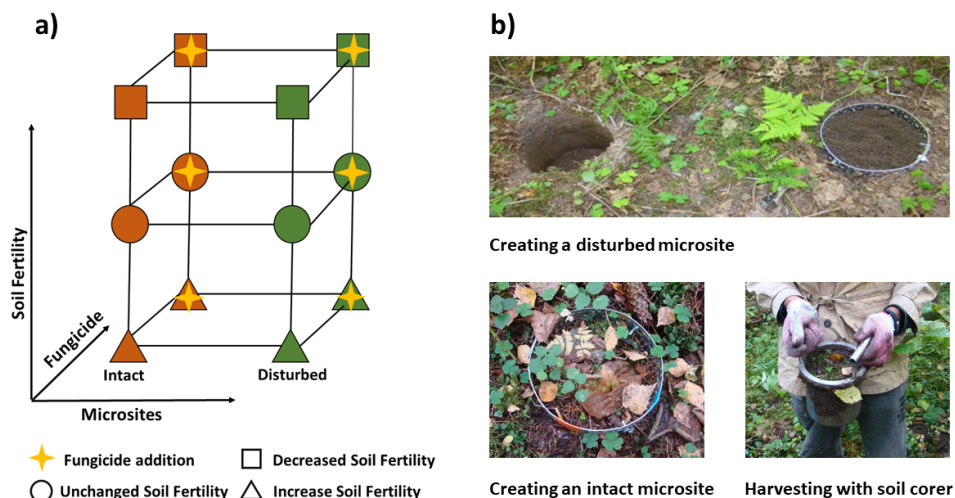 a)
Soil Fertility
Fungicide
Intact
Disturbed
Microsites
Fungicide addition
Decreased Soil Fertility
Unchanged Soil Fertility
Increase Soil Fertility
b)
Creating a disturbed microsite
Creating an intact microsite
Harvesting with soil corer